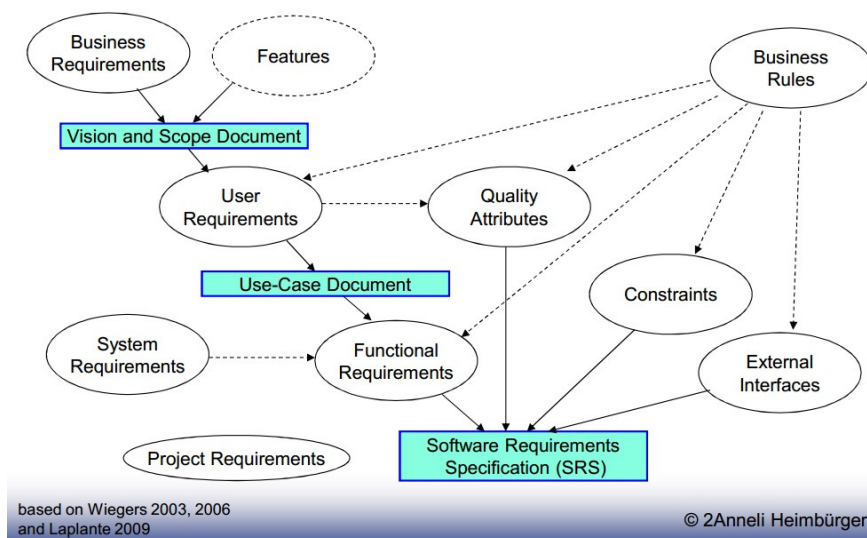 Business
Requirements
Features
Business
Rules
Vision and Scope Document
User
Requirements
Quality
Attributes
Use-Case Document
Constraints
System
Requirements
Functional
Requirements
External
Interfaces
Project Requirements
Software Requirements
Specification (SRS)
based on Wiegers 2003, 2006
and Laplante 2009
© 2Anneli Heimbürger